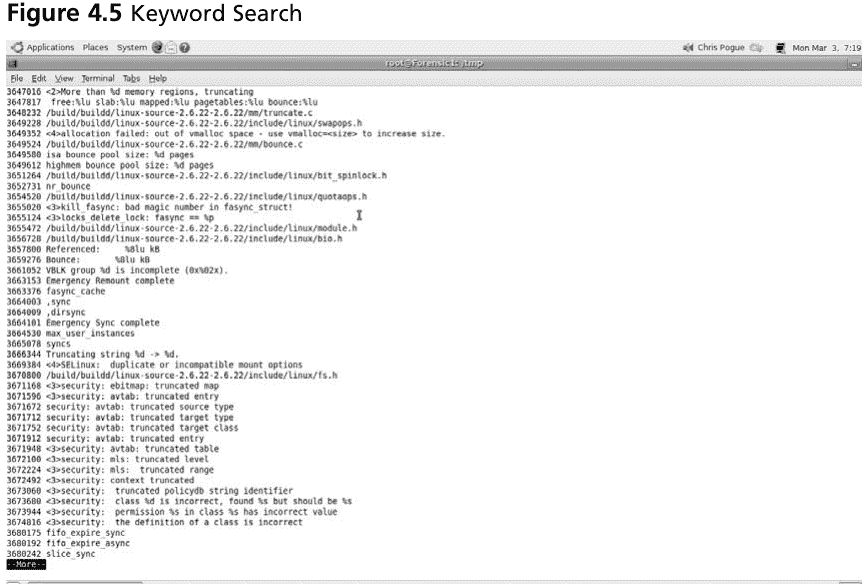 Figure 4.5 Keyword Search
Applications Places System Chris Pogue Mon Mar 3, 7:19
root@Forensic1: /tmp
File Edit View Terminal Tabs Help
3647016 <2>More than %d memory regions, truncating
3647817 free:%lu slab:%lu mapped:%lu pagetables:%lu bounce:%lu
3648232 /build/buildd/linux-source-2.6.22-2.6.22/mm/truncate.c
3649228 /build/buildd/linux-source-2.6.22-2.6.22/include/linux/swapops.h
3649352 <4>allocation failed: out of vmalloc space - use vmalloc=<size> to increase size.
3649524 /build/buildd/linux-source-2.6.22-2.6.22/mm/bounce.c
3649580 isa bounce pool size: %d pages
3649612 highmem bounce pool size: %d pages
3651264 /build/buildd/linux-source-2.6.22-2.6.22/include/linux/bit_spinlock.h
3652731 nr_bounce
3654520 /build/buildd/linux-source-2.6.22-2.6.22/include/linux/quotaops.h
3655020 <3>kill_fasync: bad magic number in fasync_struct!
3655124 <3>locks_delete_lock: fasync == %p
3655472 /build/buildd/linux-source-2.6.22-2.6.22/include/linux/module.h
3656728 /build/buildd/linux-source-2.6.22-2.6.22/include/linux/bio.h
3657800 Referenced: %8lu kB
3659276 Bounce: %8lu kB
3661052 VBLK group %d is incomplete (0x%02x).
3663153 Emergency Remount complete
3663376 fasync_cache
3664003 ,sync
3664009 ,dirsync
3664101 Emergency Sync complete
3664530 max_user_instances
3665078 syncs
3666344 Truncating string %d -> %d.
3669384 <4>SELinux: duplicate or incompatible mount options
3670800 /build/buildd/linux-source-2.6.22-2.6.22/include/linux/fs.h
3671168 <3>security: ebitmap: truncated map
3671596 <3>security: avtab: truncated entry
3671672 security: avtab: truncated source type
3671712 security: avtab: truncated target type
3671752 security: avtab: truncated target class
3671912 security: avtab: truncated entry
3671948 <3>security: avtab: truncated table
3672100 <3>security: mls: truncated level
3672224 <3>security: mls: truncated range
3672492 <3>security: context truncated
3673060 <3>security: truncated policydb string identifier
3673680 <3>security: class %d is incorrect, found %s but should be %s
3673944 <3>security: permission %s in class %s has incorrect value
3674816 <3>security: the definition of a class is incorrect
3680175 fifo_expire_sync
3680192 fifo_expire_async
3680242 slice_sync
--More--